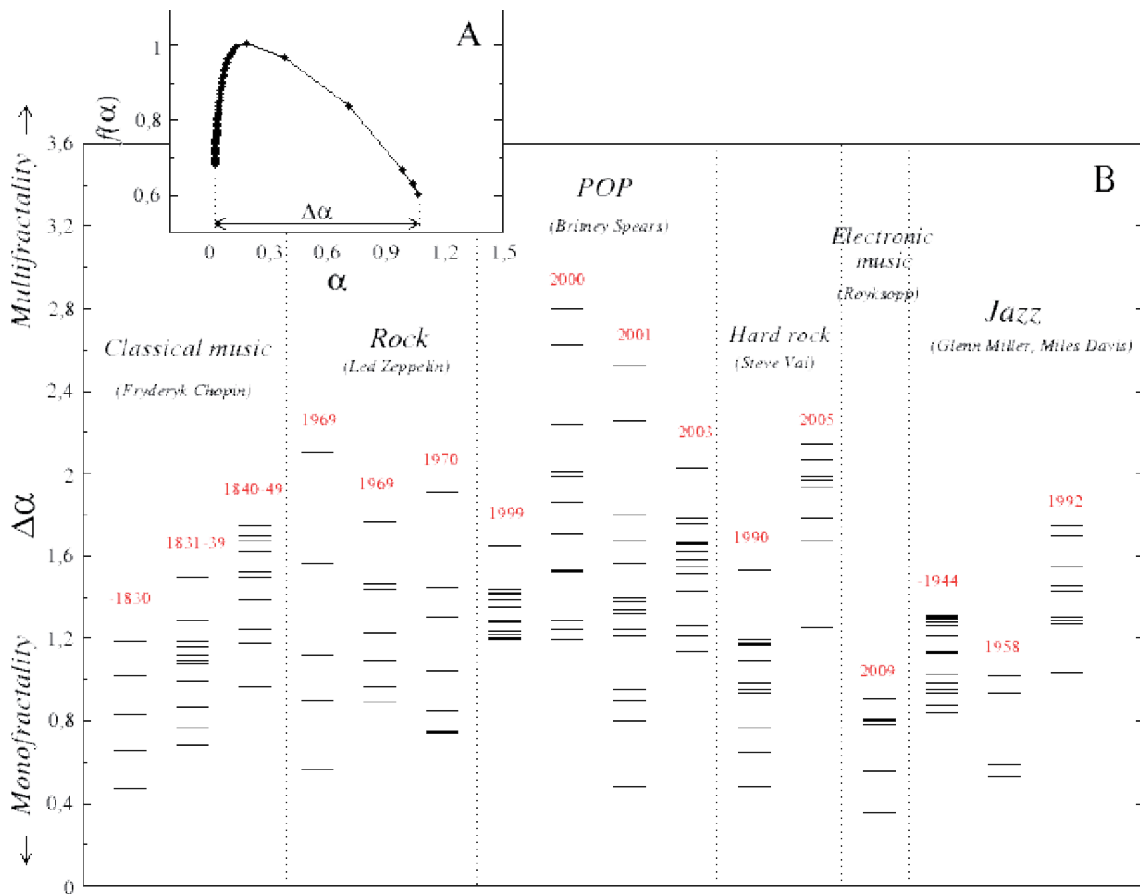 A
f(α)
1
0,8
0,6
Δα
0 0,3 0,6 0,9 1,2 1,5
α
B
Multifractality
Δα
Monofractality
3,6
3,2
2,8
2,4
2
1,6
1,2
0,8
0,4
0
Classical music
(Fryderyk Chopin)
-1830
1831-39
1840-49
Rock
(Led Zeppelin)
1969
1969
1970
POP
(Britney Spears)
1999
2000
2001
2003
Hard rock
(Steve Vai)
1990
2005
Electronic
music
(Royksopp)
2009
Jazz
(Glenn Miller, Miles Davis)
-1944
1958
1992